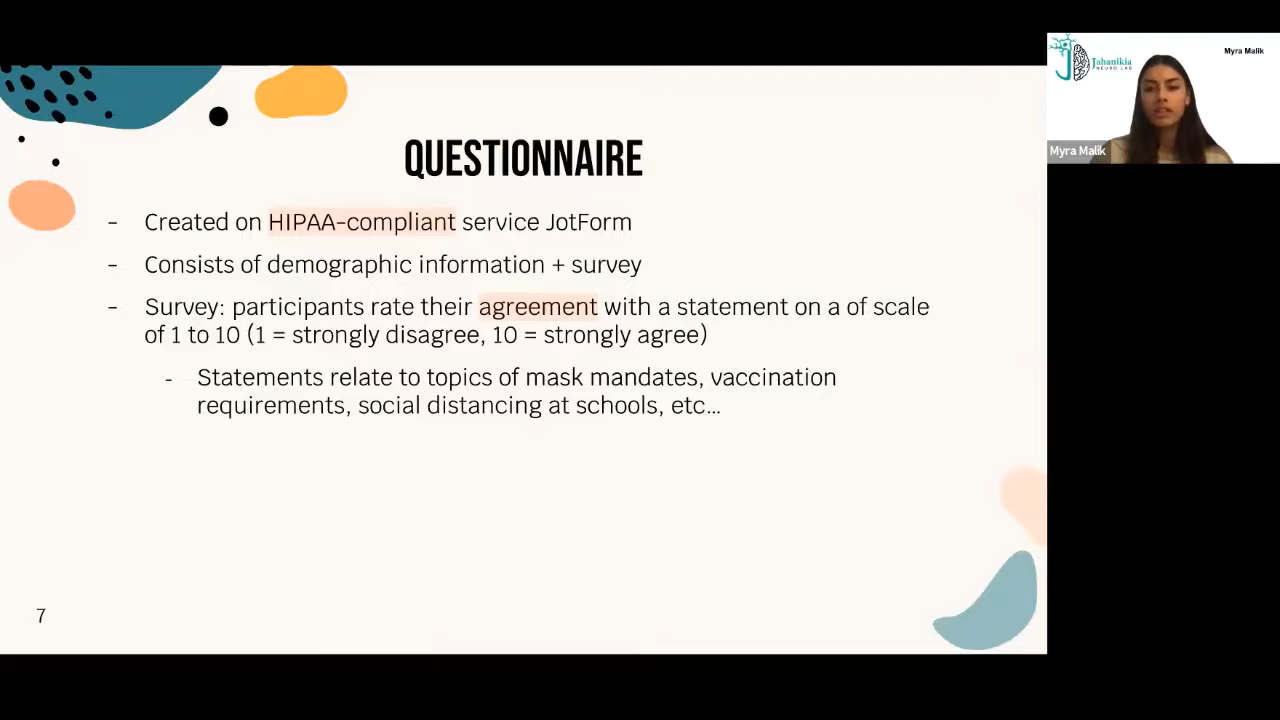 QUESTIONNAIRE
- Created on HIPAA-compliant service JotForm
- Consists of demographic information + survey
- Survey: participants rate their agreement with a statement on a of scale
of 1 to 10 (1 = strongly disagree, 10 = strongly agree)
- Statements relate to topics of mask mandates, vaccination
requirements, social distancing at schools, etc…
7
Jahanikia
NEURO LAB
Myra Malik
Myra Malik